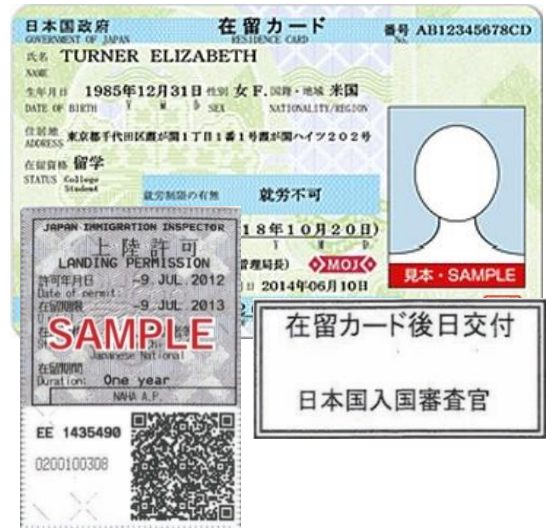 日本国政府 在留カード 番号 AB12345678CD
GOVERNMENT OF JAPAN RESIDENCE CARD No.
氏名 TURNER ELIZABETH
NAME
生年月日 1985年12月31日 性別 女 F. 国籍・地域 米国
DATE OF BIRTH Y M D SEX NATIONALITY/REGION
住居地 東京都千代田区霞が関1丁目1番1号霞が関ハイツ202号
ADDRESS
在留資格 留学
STATUS College
Student
就労制限の有無 就労不可
18年10月20日)
Y M D
管理局長) MOJ
2014年06月10日
見本・SAMPLE
JAPAN IMMIGRATION INSPECTOR
上陸許可
LANDING PERMISSION
許可年月日 -9. JUL. 2012
Date of permit:
在留期限 -9. JUL. 2013
SAMPLE
Japanese National
在留期間
Duration: One year
NAHA A.P.
EE 1435490
0200100308
在留カード後日交付
日本国入国審査官